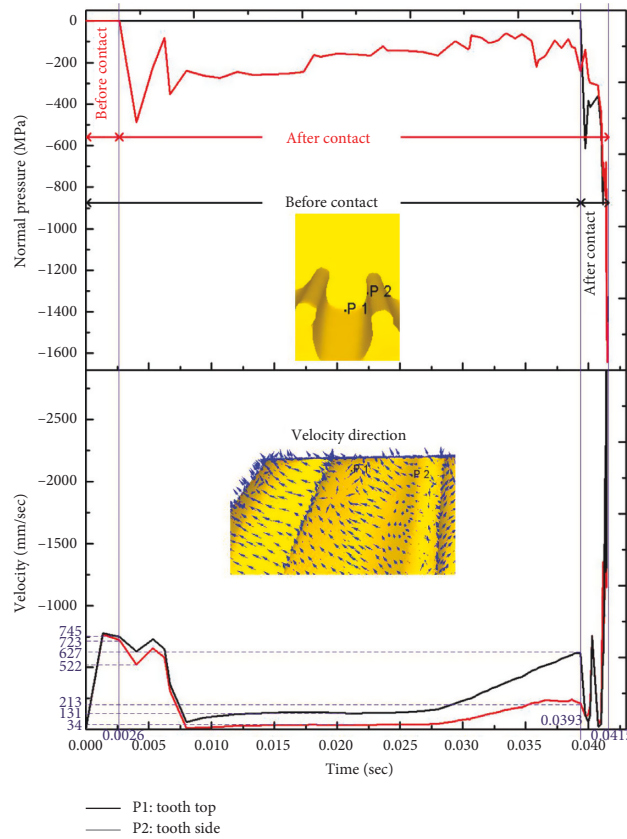 0
−200
−400
−600
−800
−1000
−1200
−1400
−1600
Normal pressure (MPa)
Before contact
After contact
Before contact
After contact
P 1
P 2
−2500
−2000
−1500
−1000
745
723
627
522
213
131
34
Velocity (mm/sec)
Velocity direction
P 1
P 2
0.0393
0.000
0.005
0.010
0.015
0.020
0.025
0.030
0.035
0.040
0.0026
Time (sec)
P1: tooth top
P2: tooth side